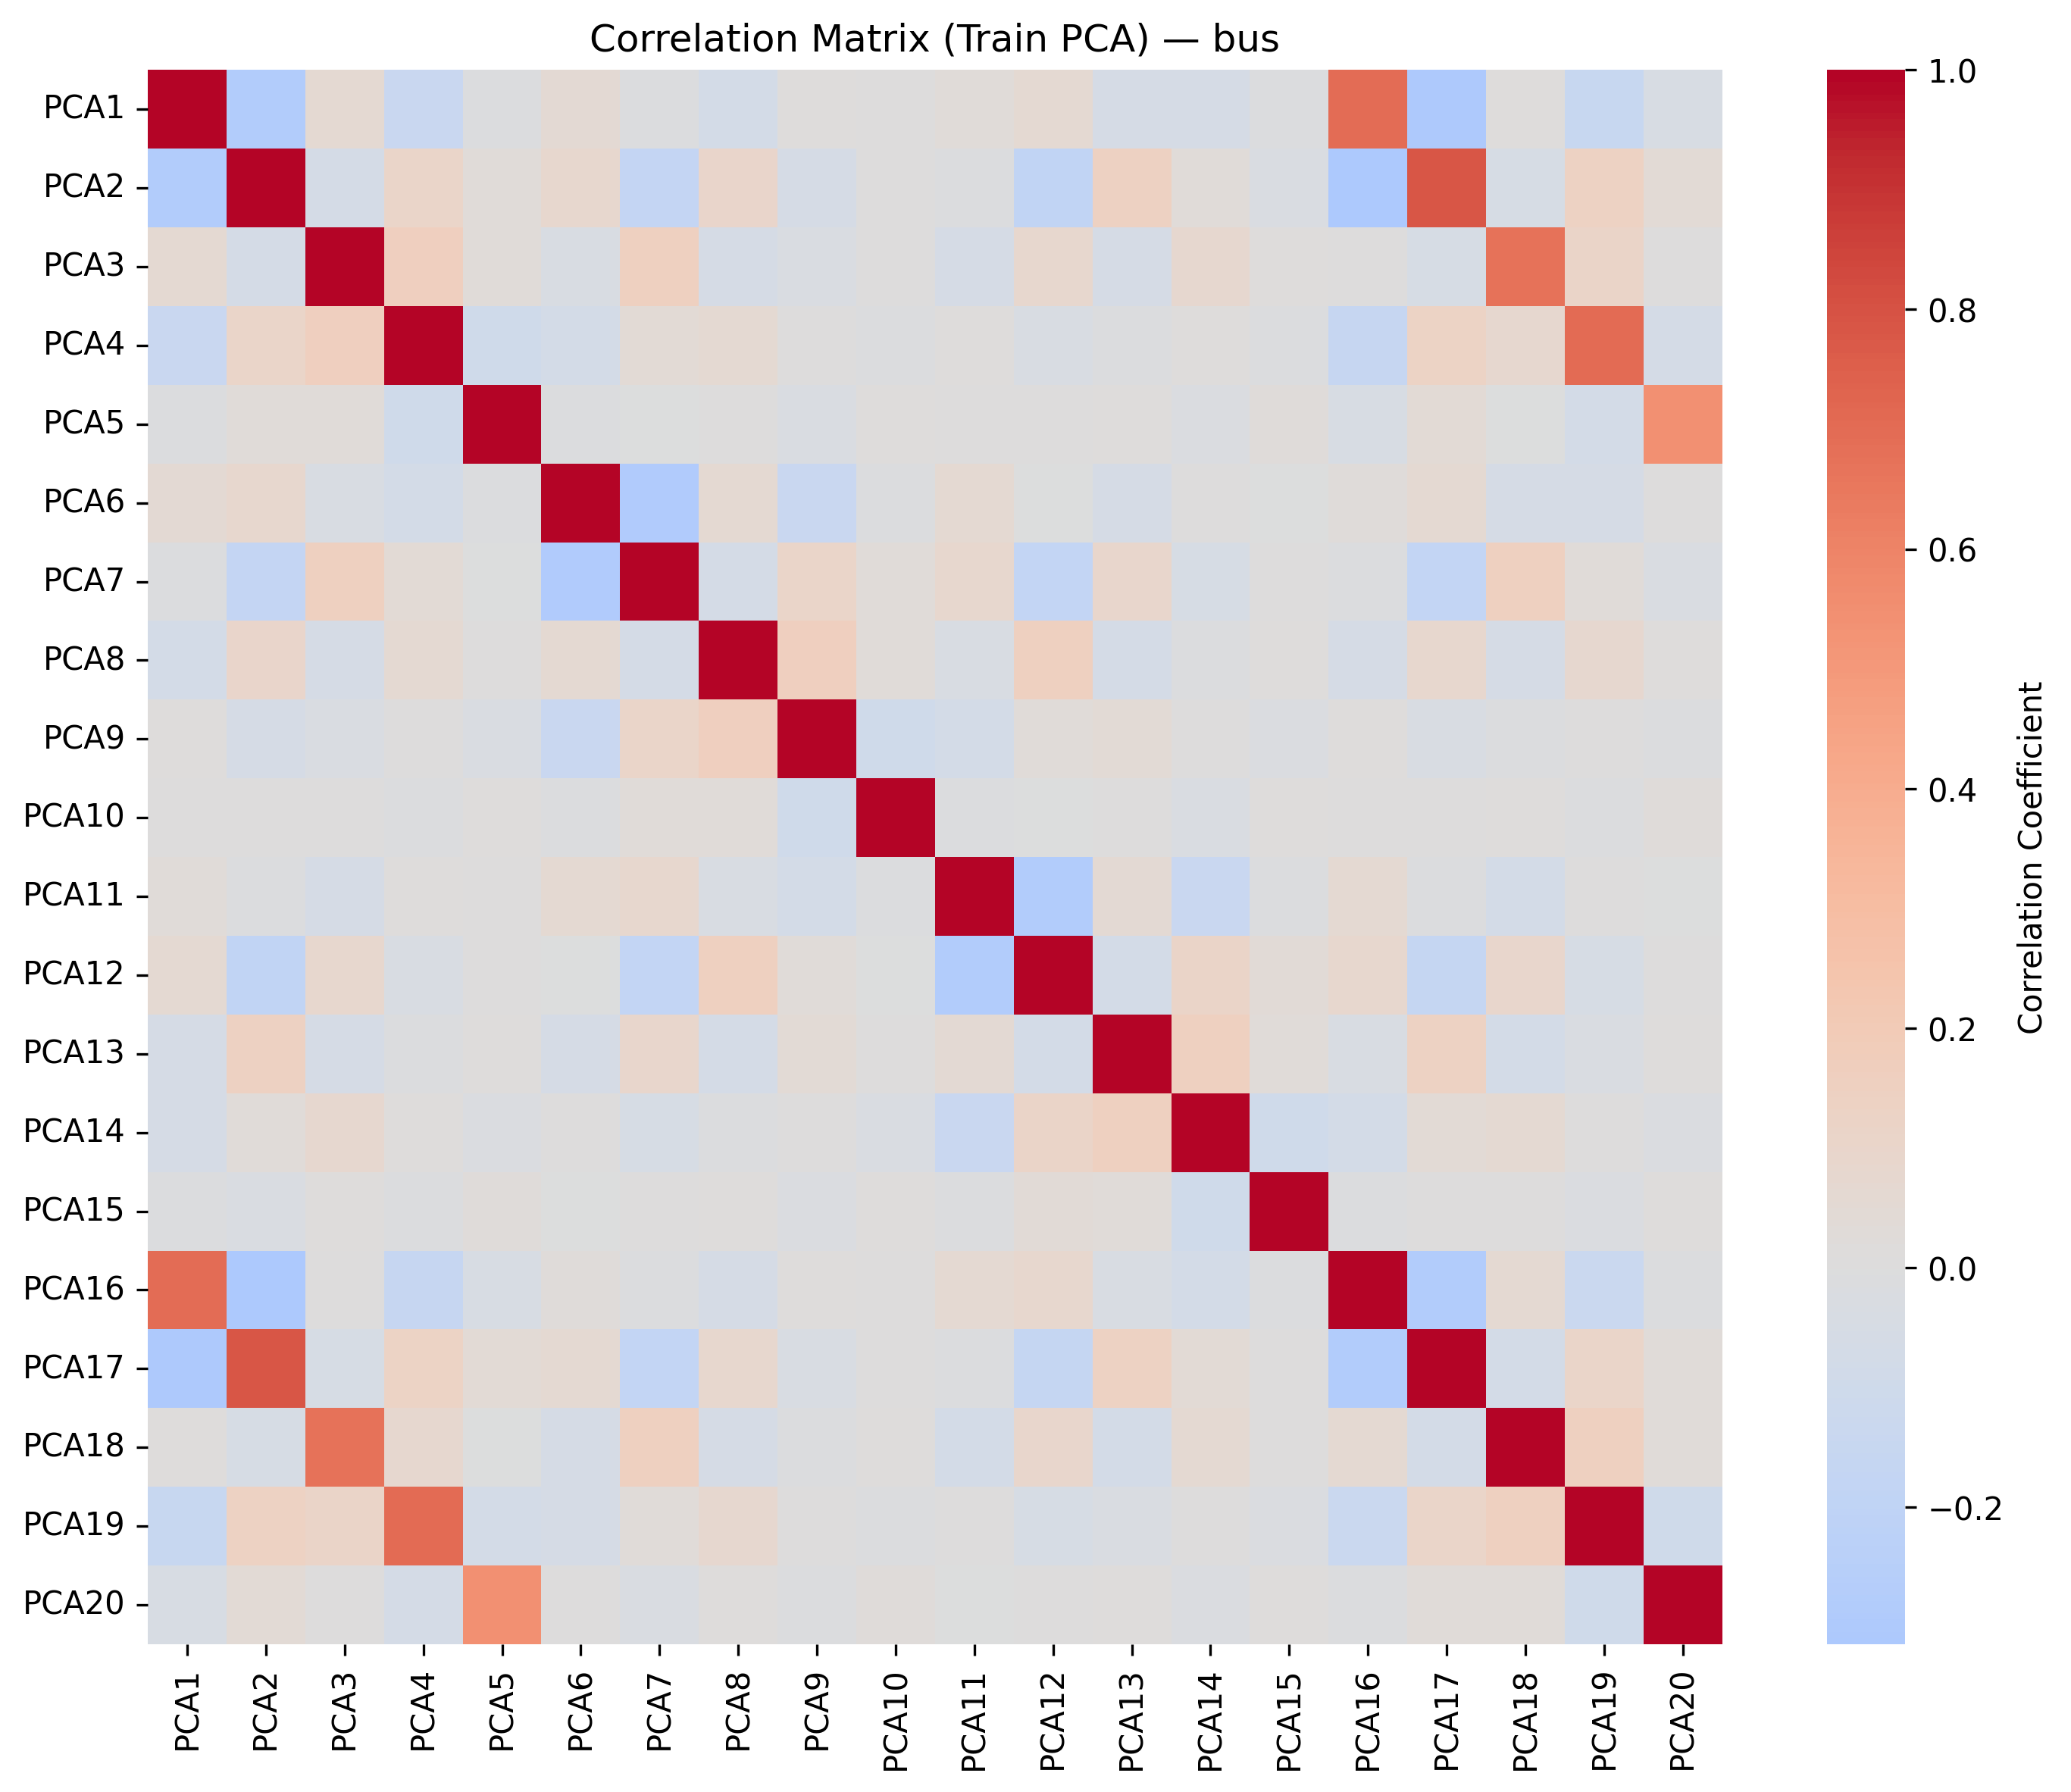 Correlation Matrix (Train PCA) — bus
PCA1
PCA2
PCA3
PCA4
PCA5
PCA6
PCA7
PCA8
PCA9
PCA10
PCA11
PCA12
PCA13
PCA14
PCA15
PCA16
PCA17
PCA18
PCA19
PCA20
PCA1 PCA2 PCA3 PCA4 PCA5 PCA6 PCA7 PCA8 PCA9 PCA10 PCA11 PCA12 PCA13 PCA14 PCA15 PCA16 PCA17 PCA18 PCA19 PCA20
1.0
0.8
0.6
0.4
0.2
0.0
−0.2
Correlation Coefficient